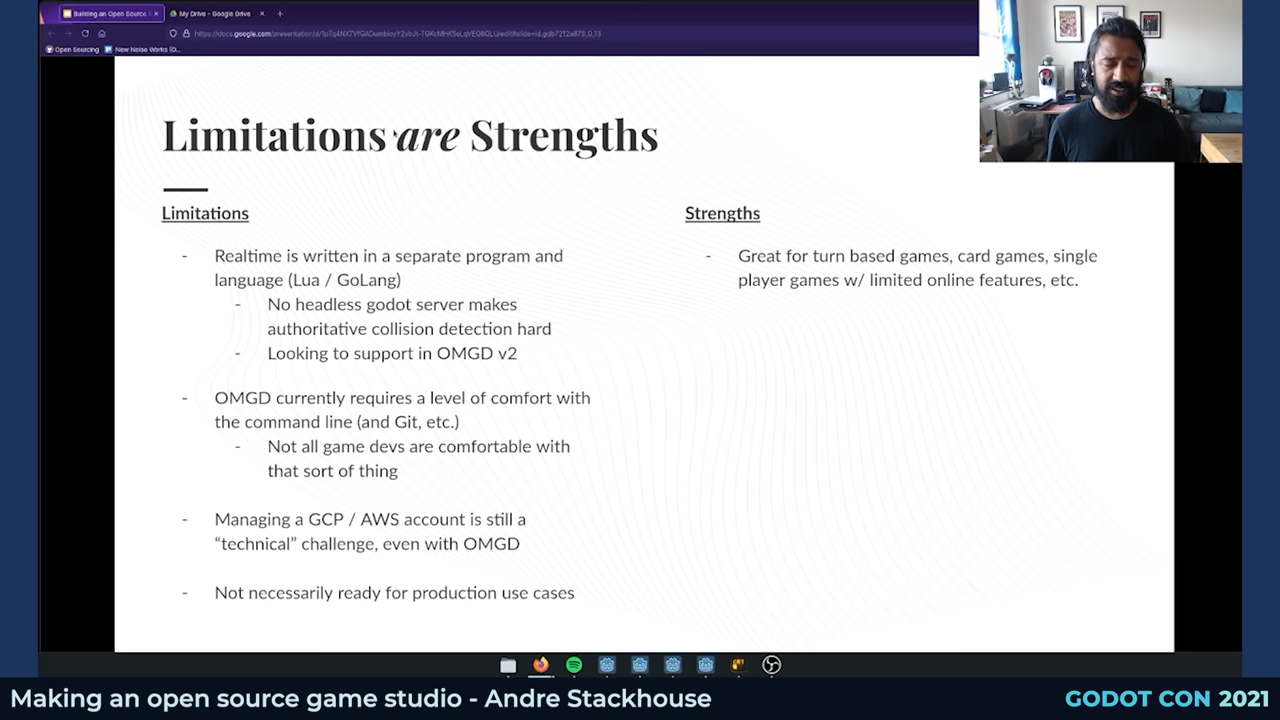 Building an Open Source
My Drive - Google Drive
Open Sourcing
New Noise Works (D...
Limitations are Strengths
Limitations
- Realtime is written in a separate program and
language (Lua / GoLang)
- No headless godot server makes
authoritative collision detection hard
- Looking to support in OMGD v2
- OMGD currently requires a level of comfort with
the command line (and Git, etc.)
- Not all game devs are comfortable with
that sort of thing
- Managing a GCP / AWS account is still a
“technical” challenge, even with OMGD
- Not necessarily ready for production use cases
Strengths
- Great for turn based games, card games, single
player games w/ limited online features, etc.
Making an open source game studio - Andre Stackhouse
GODOT CON 2021